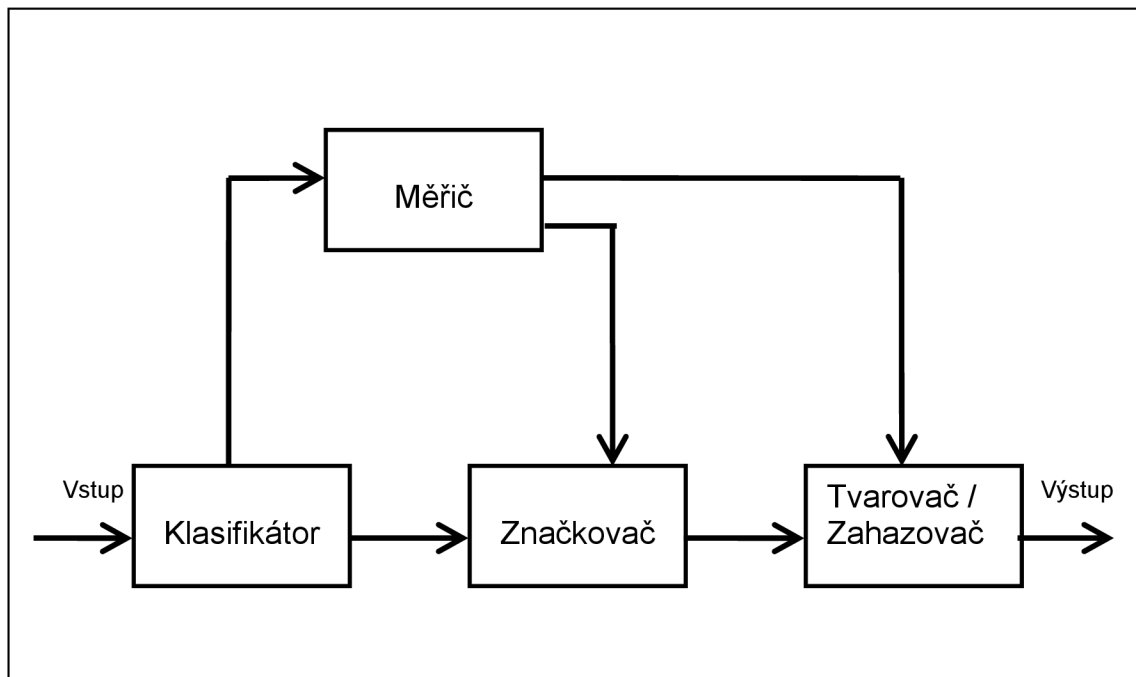 Měřič
Vstup
Klasifikátor
Značkovač
Tvarovač /
Zahazovač
Výstup